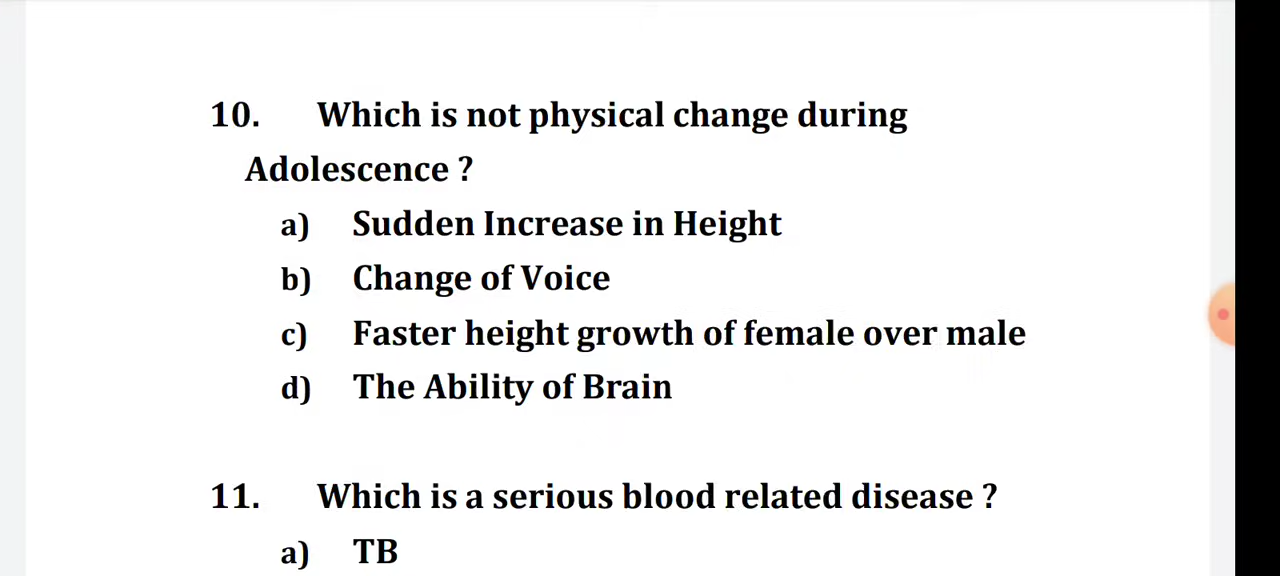 10. Which is not physical change during
Adolescence ?
a) Sudden Increase in Height
b) Change of Voice
c) Faster height growth of female over male
d) The Ability of Brain
11. Which is a serious blood related disease ?
a) TB